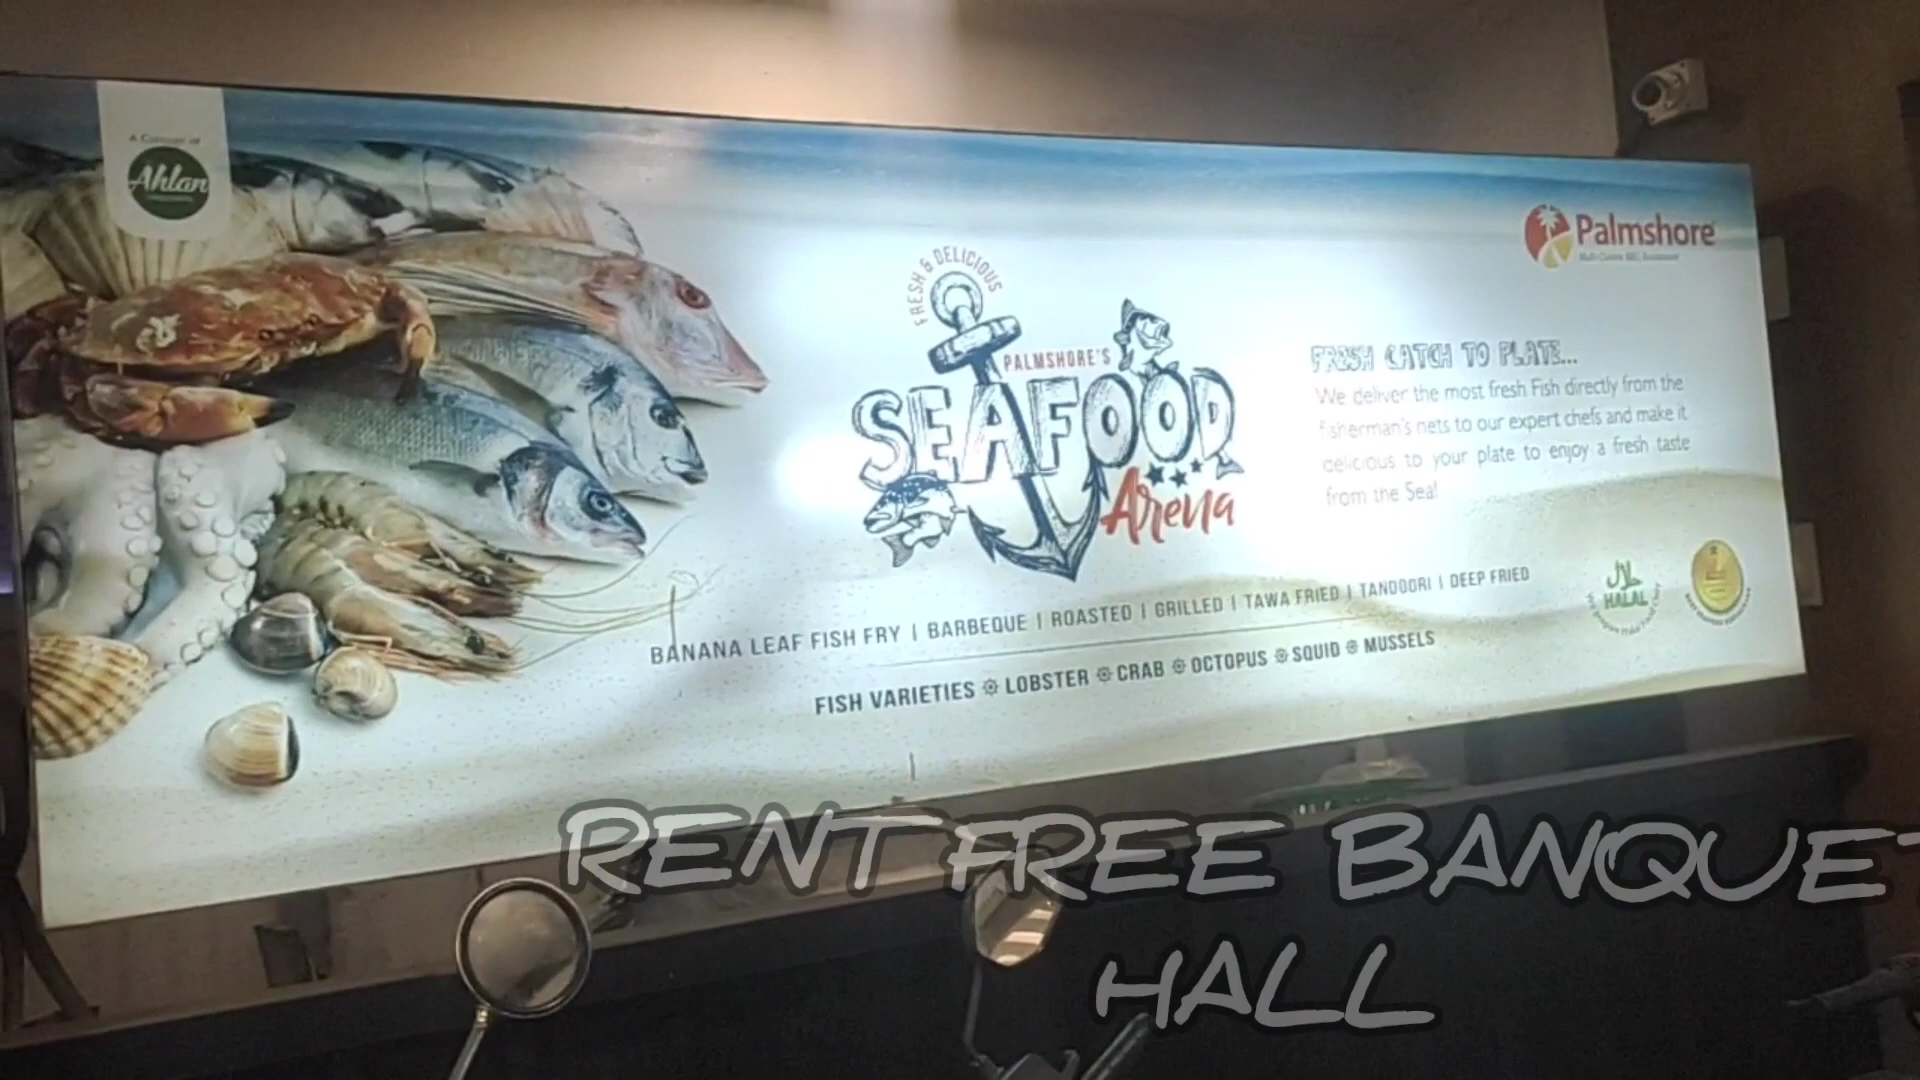 A Concept of
Ahlan
Palmshore
FRESH & DELICIOUS
PALMSHORE'S
SEAFOOD
Arena
FRESH CATCH TO PLATE...
We deliver the most fresh Fish directly from the
fisherman's nets to our expert chefs and make it
delicious to your plate to enjoy a fresh taste
from the Sea!
HALAL
BANANA LEAF FISH FRY | BARBEQUE | ROASTED | GRILLED | TAWA FRIED | TANDOORI | DEEP FRIED
FISH VARIETIES LOBSTER CRAB OCTOPUS SQUID MUSSELS
RENT FREE BANQUET
HALL